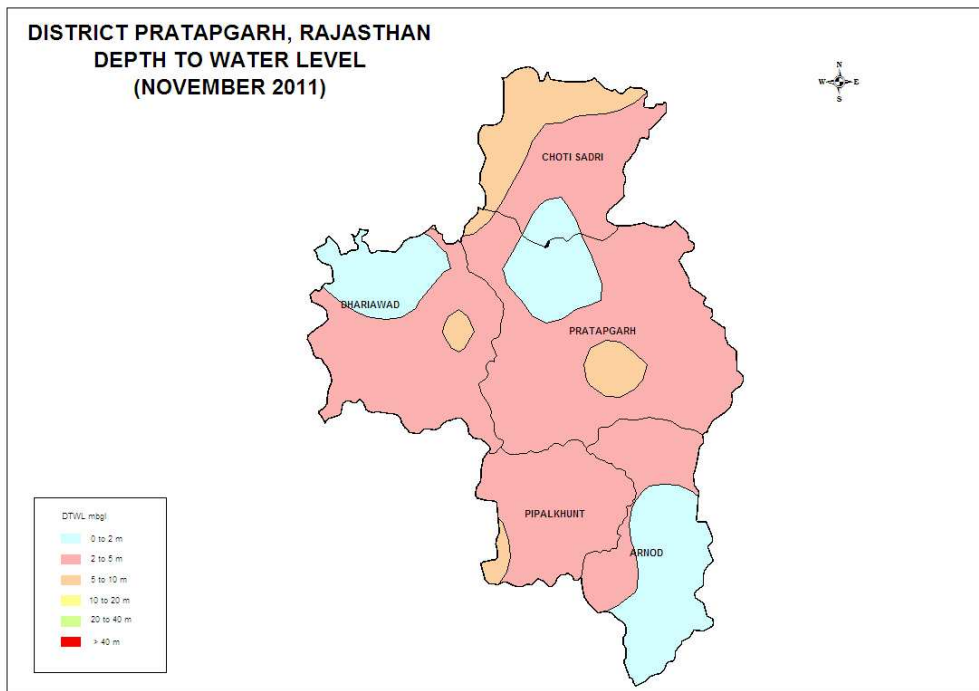 DISTRICT PRATAPGARH, RAJASTHAN
DEPTH TO WATER LEVEL
(NOVEMBER 2011)
N
W E
S
CHOTI SADRI
DHARIAWAD
PRATAPGARH
PIPALKHUNT
ARNOD
DTWL mbgl
0 to 2 m
2 to 5 m
5 to 10 m
10 to 20 m
20 to 40 m
> 40 m